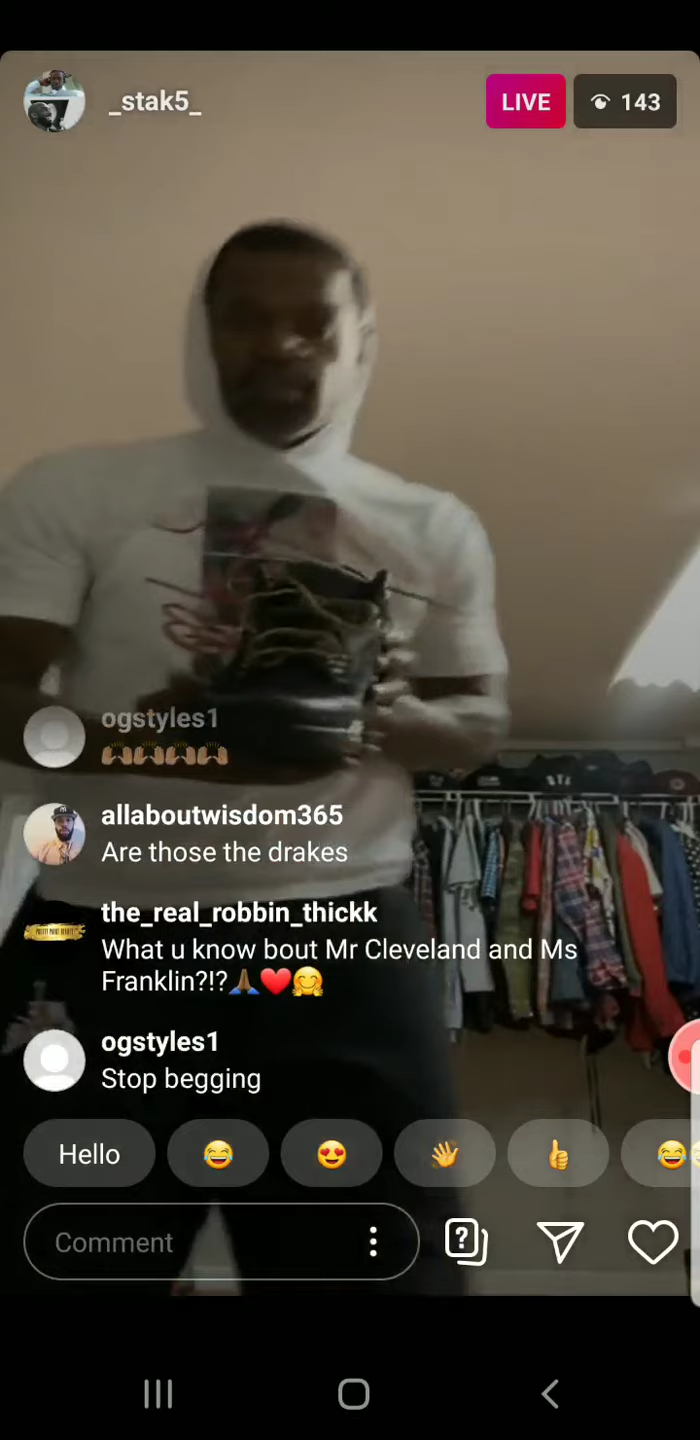 _stak5_
LIVE
143
ogstyles1
🙌🏽🙌🏽🙌🏽🙌🏽
allaboutwisdom365
Are those the drakes
the_real_robbin_thickk
What u know bout Mr Cleveland and Ms
Franklin?!?🙏🏾❤️🤗
ogstyles1
Stop begging
Hello
Comment